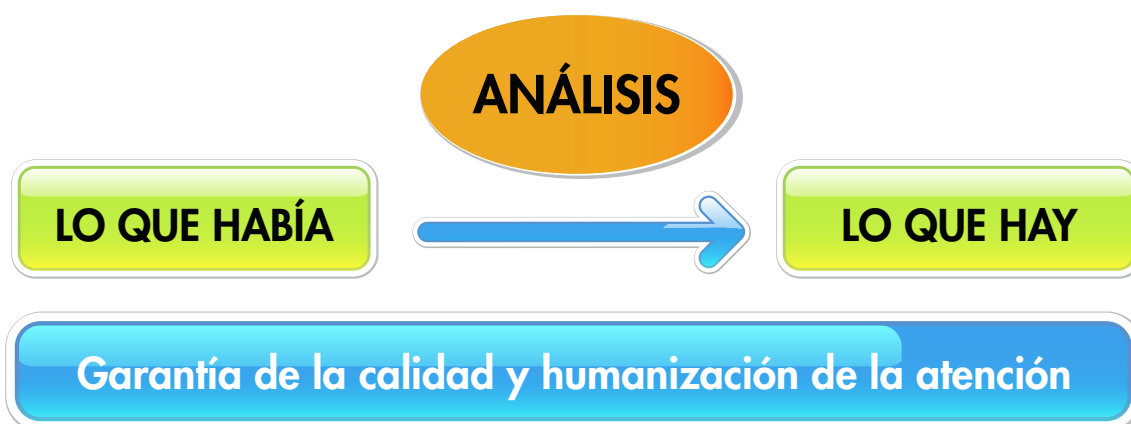 ANÁLISIS
LO QUE HABÍA
LO QUE HAY
Garantía de la calidad y humanización de la atención